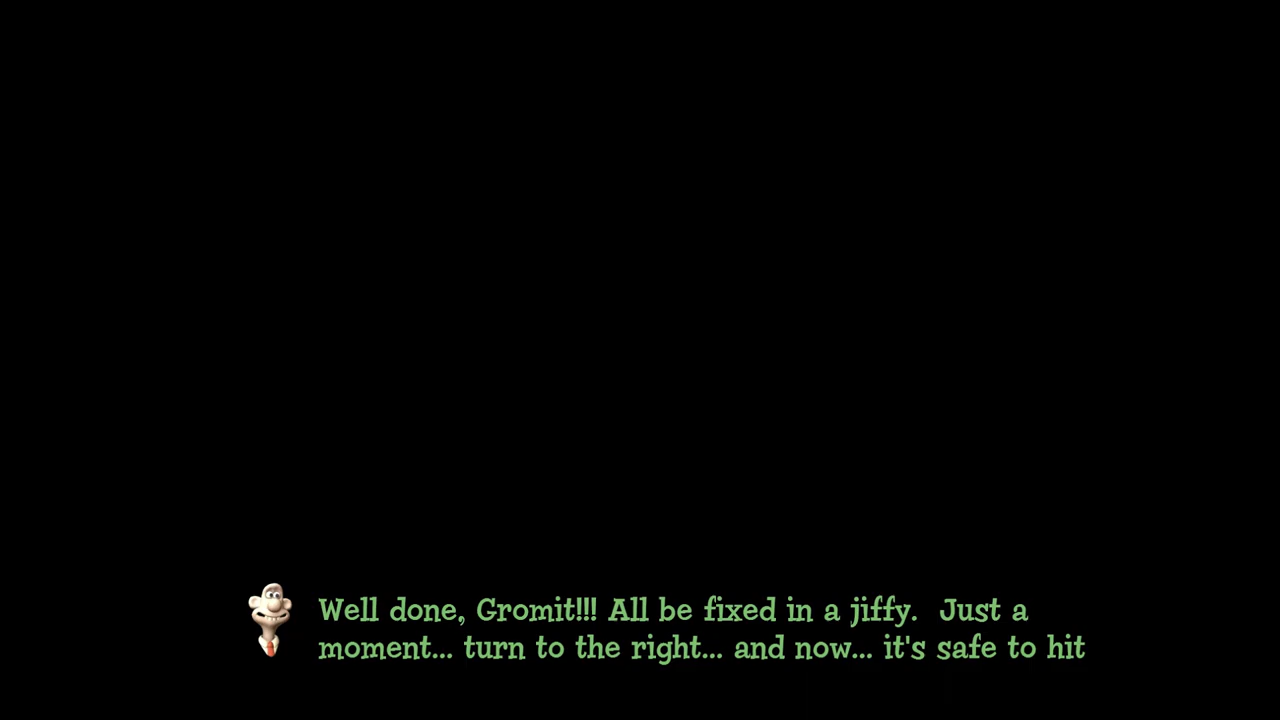 Well done, Gromit!!! All be fixed in a jiffy.  Just a
moment... turn to the right... and now... it's safe to hit